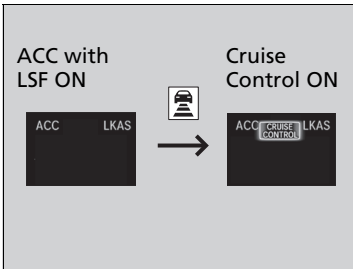 ACC with
LSF ON
Cruise
Control ON
ACC LKAS
ACC CRUISE CONTROL LKAS